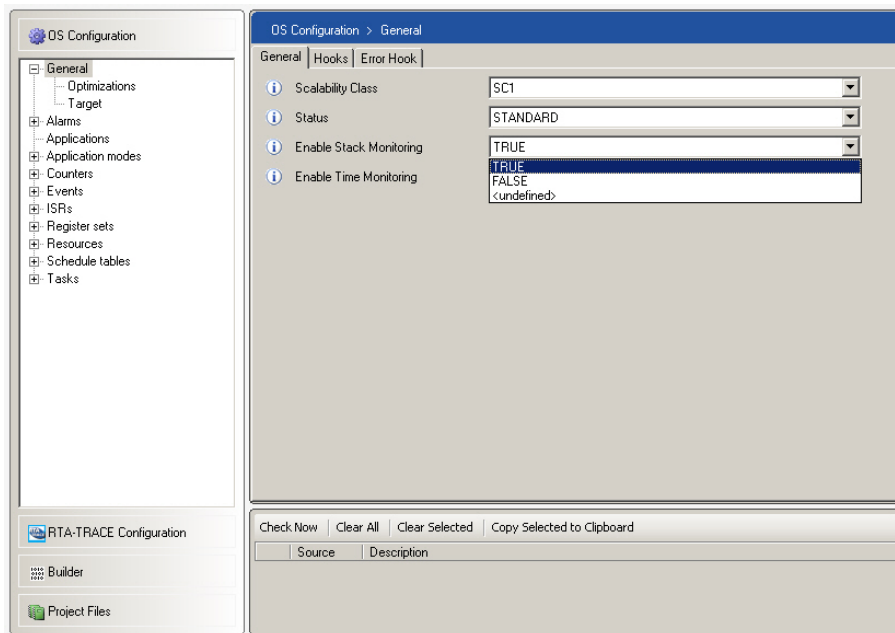 OS Configuration
General
Optimizations
Target
Alarms
Applications
Application modes
Counters
Events
ISRs
Register sets
Resources
Schedule tables
Tasks
RTA-TRACE Configuration
Builder
Project Files
OS Configuration > General
General Hooks Error Hook
Scalability Class SC1
Status STANDARD
Enable Stack Monitoring TRUE
TRUE
Enable Time Monitoring FALSE
<undefined>
Check Now Clear All Clear Selected Copy Selected to Clipboard
Source Description